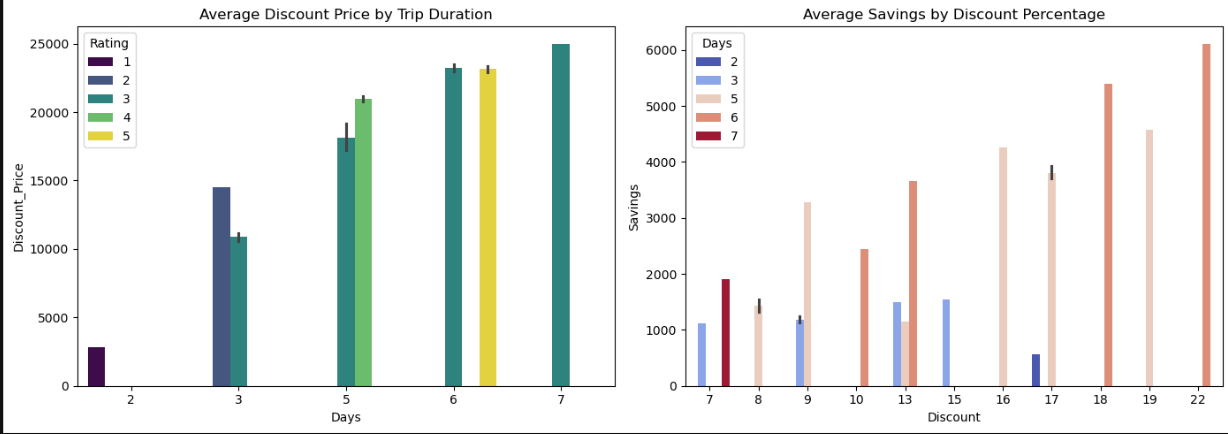 Average Discount Price by Trip Duration
Discount_Price
25000
20000
15000
10000
5000
0
Rating
1
2
3
4
5
2 3 5 6 7
Days
Average Savings by Discount Percentage
Savings
6000
5000
4000
3000
2000
1000
0
Days
2
3
5
6
7
7 8 9 10 13 15 16 17 18 19 22
Discount